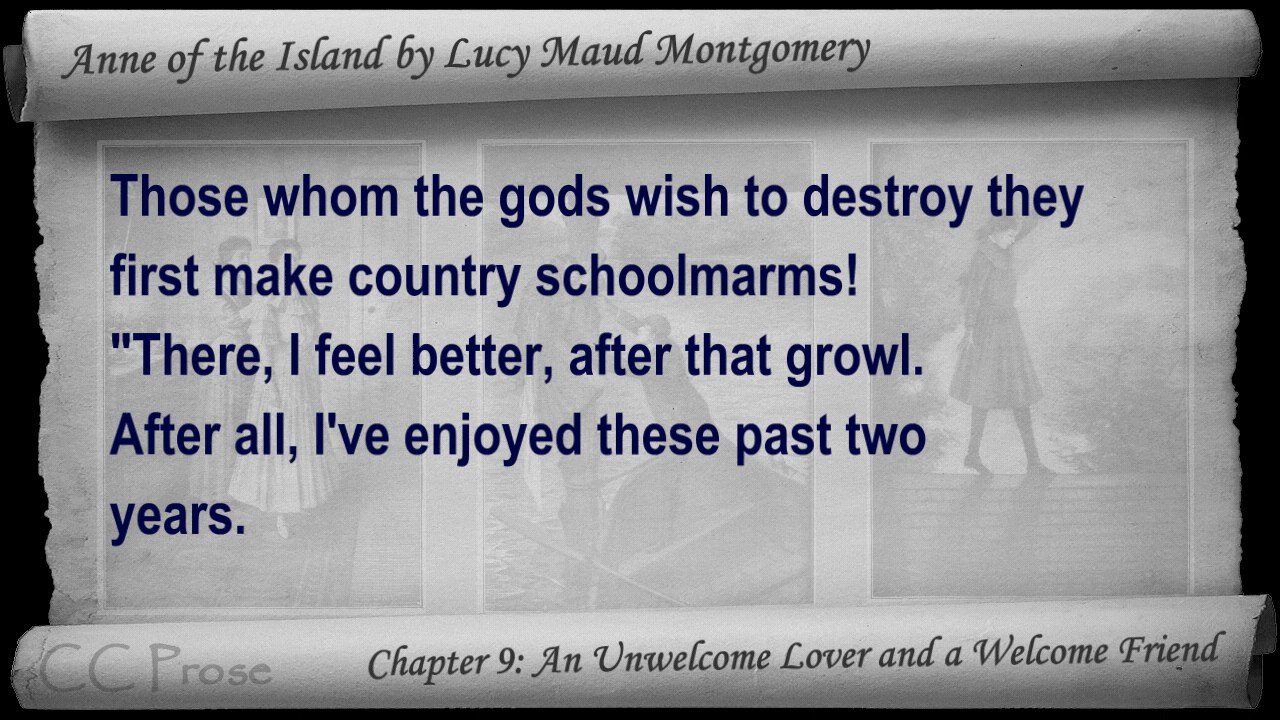 Anne of the Island by Lucy Maud Montgomery
Those whom the gods wish to destroy they
first make country schoolmarms!
"There, I feel better, after that growl.
After all, I've enjoyed these past two
years.
CC Prose
Chapter 9: An Unwelcome Lover and a Welcome Friend